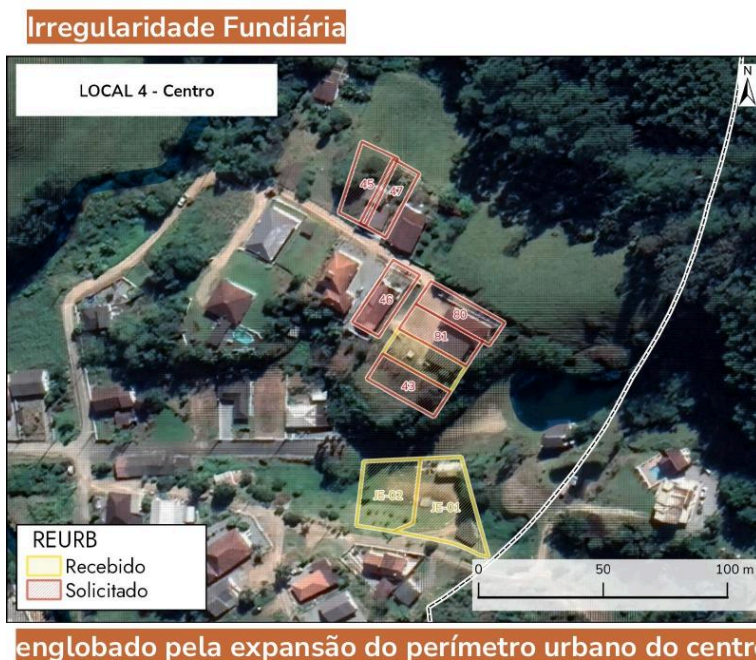 Irregularidade Fundiária
LOCAL 4 - Centro
N
45
47
46
80
81
43
JE-02
JE-01
REURB
Recebido
Solicitado
0 50 100 m
englobado pela expansão do perímetro urbano do centr